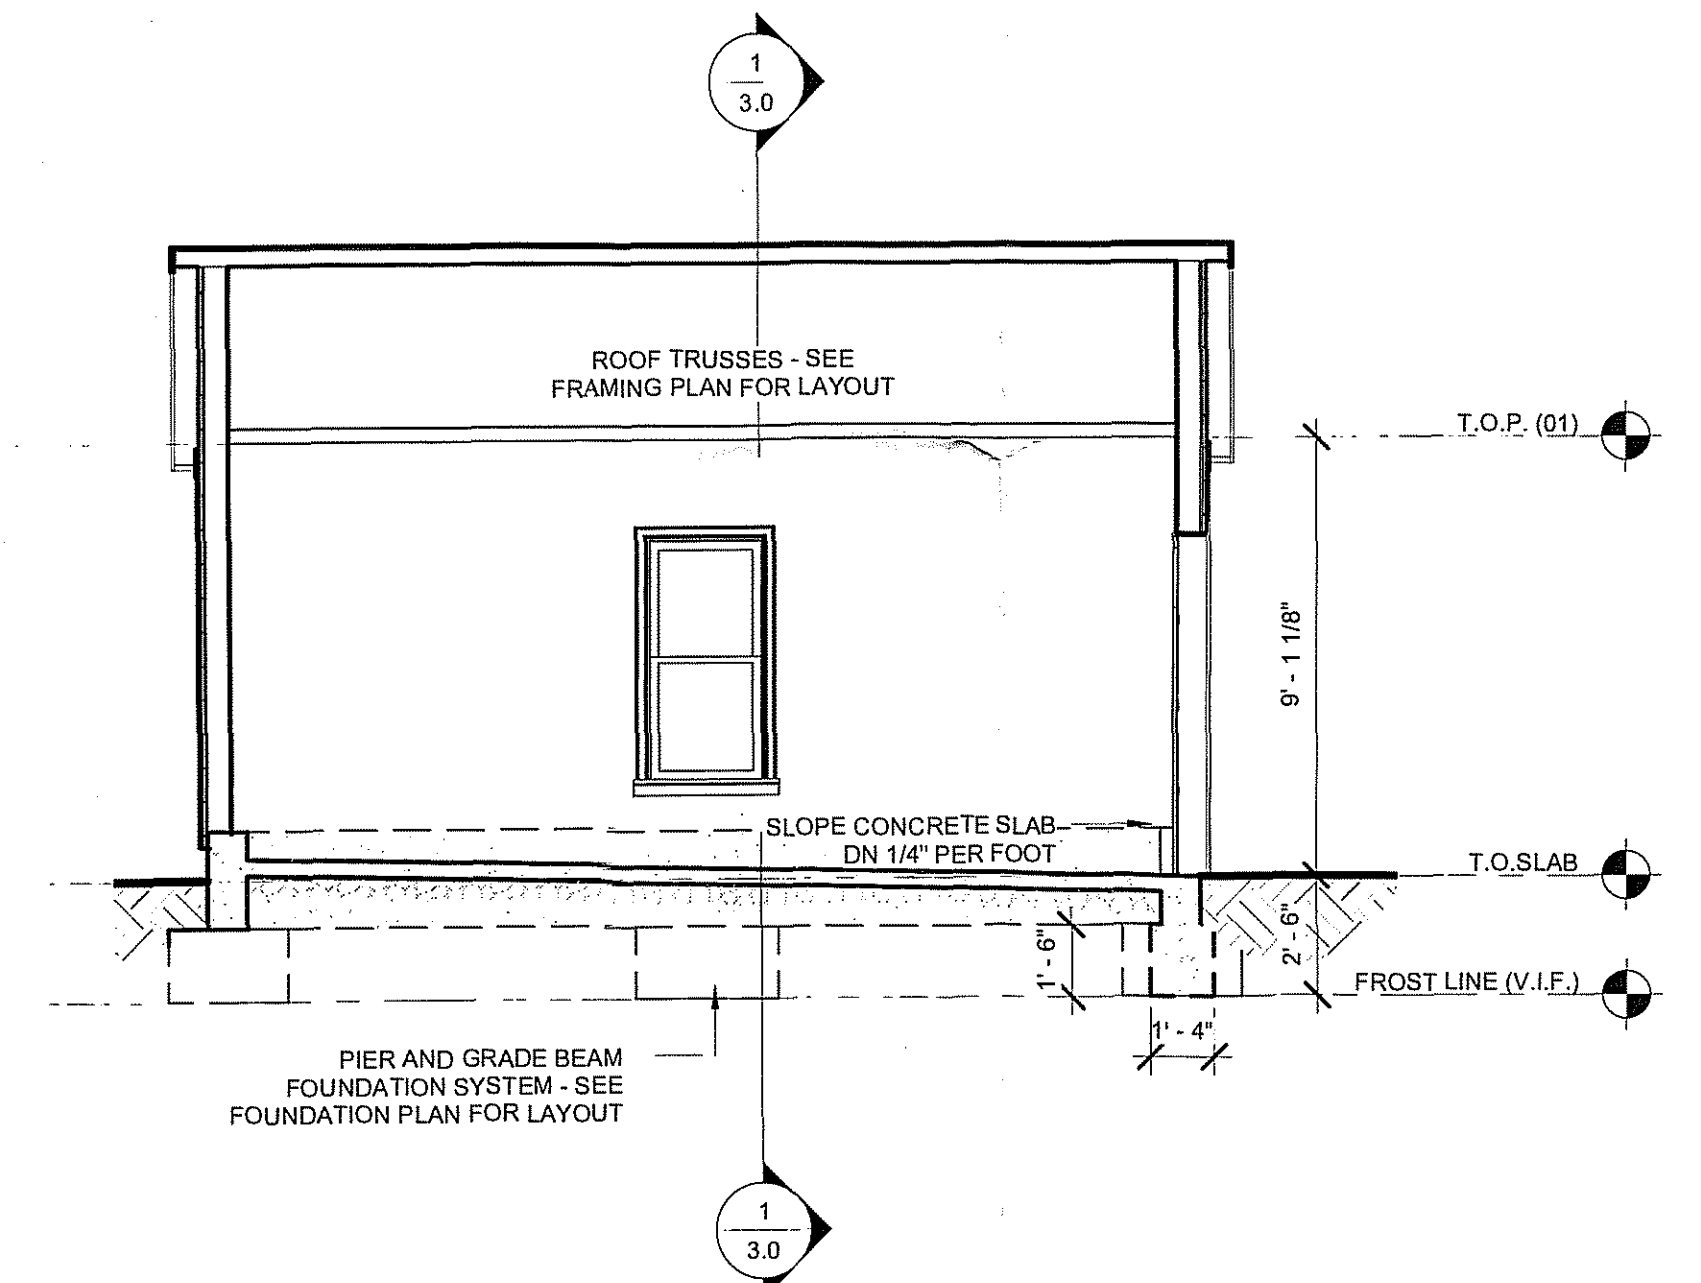 1
3.0
ROOF TRUSSES - SEE
FRAMING PLAN FOR LAYOUT
T.O.P. (01)
9' - 1 1/8"
SLOPE CONCRETE SLAB
DN 1/4" PER FOOT
T.O.SLAB
1' - 6"
2' - 6"
FROST LINE (V.I.F.)
1' - 4"
PIER AND GRADE BEAM
FOUNDATION SYSTEM - SEE
FOUNDATION PLAN FOR LAYOUT
1
3.0